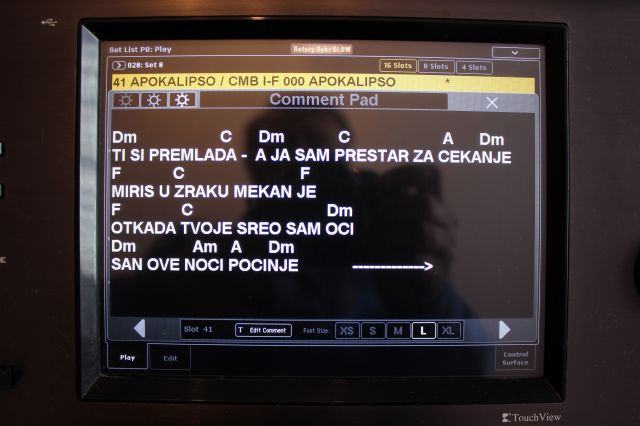 Set List P0: Play
Rotary Spkr SLOW
028: Set 8
16 Slots
8 Slots
4 Slots
41 APOKALIPSO / CMB I-F 000 APOKALIPSO *
Comment Pad
Dm C Dm C A Dm
TI SI PREMLADA - A JA SAM PRESTAR ZA CEKANJE
F C F
MIRIS U ZRAKU MEKAN JE
F C Dm
OTKADA TVOJE SREO SAM OCI
Dm Am A Dm
SAN OVE NOCI POCINJE ------------->
Slot 41
T Edit Comment
Font Size:
XS
S
M
L
XL
Play
Edit
Control
Surface
TouchView